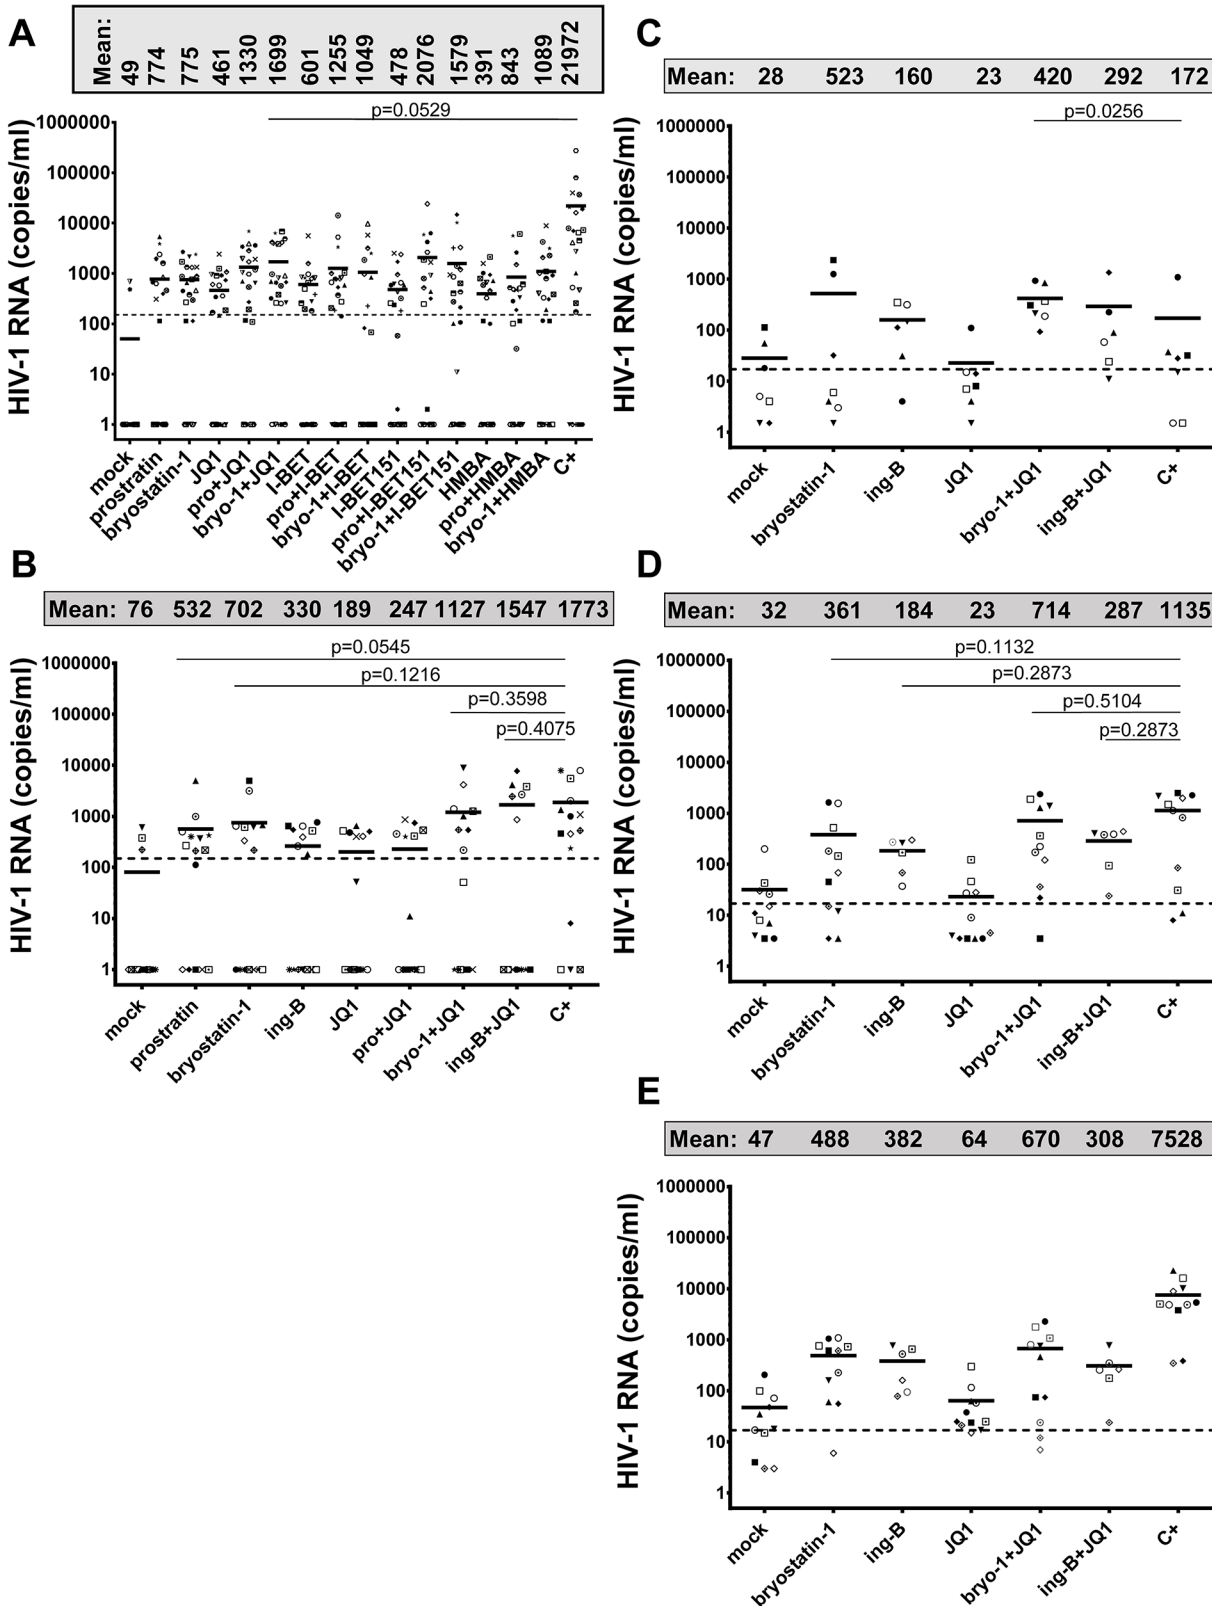 A
Mean: 49 774 775 461 1330 1699 601 1255 1049 478 2076 1579 391 843 1089 21972
p=0.0529
HIV-1 RNA (copies/ml)
1000000
100000
10000
1000
100
10
1
mock
prostratin
bryostatin-1
JQ1
pro+JQ1
bryo-1+JQ1
I-BET
pro+I-BET
bryo-1+I-BET
I-BET151
pro+I-BET151
bryo-1+I-BET151
HMBA
pro+HMBA
bryo-1+HMBA
C+
B
Mean: 76 532 702 330 189 247 1127 1547 1773
p=0.0545
p=0.1216
p=0.3598
p=0.4075
HIV-1 RNA (copies/ml)
1000000
100000
10000
1000
100
10
1
mock
prostratin
bryostatin-1
ing-B
JQ1
pro+JQ1
bryo-1+JQ1
ing-B+JQ1
C+
C
Mean: 28 523 160 23 420 292 172
p=0.0256
HIV-1 RNA (copies/ml)
1000000
100000
10000
1000
100
10
1
mock
bryostatin-1
ing-B
JQ1
bryo-1+JQ1
ing-B+JQ1
C+
D
Mean: 32 361 184 23 714 287 1135
p=0.1132
p=0.2873
p=0.5104
p=0.2873
HIV-1 RNA (copies/ml)
1000000
100000
10000
1000
100
10
1
mock
bryostatin-1
ing-B
JQ1
bryo-1+JQ1
ing-B+JQ1
C+
E
Mean: 47 488 382 64 670 308 7528
HIV-1 RNA (copies/ml)
1000000
100000
10000
1000
100
10
1
mock
bryostatin-1
ing-B
JQ1
bryo-1+JQ1
ing-B+JQ1
C+